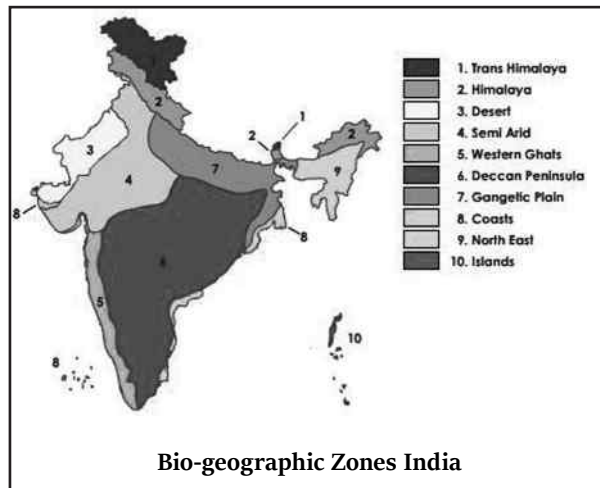 1
2
1
2
2
3
4
7
9
8
8
6
5
8
10
1. Trans Himalaya
2. Himalaya
3. Desert
4. Semi Arid
5. Western Ghats
6. Deccan Peninsula
7. Gangetic Plain
8. Coasts
9. North East
10. Islands
Bio-geographic Zones India